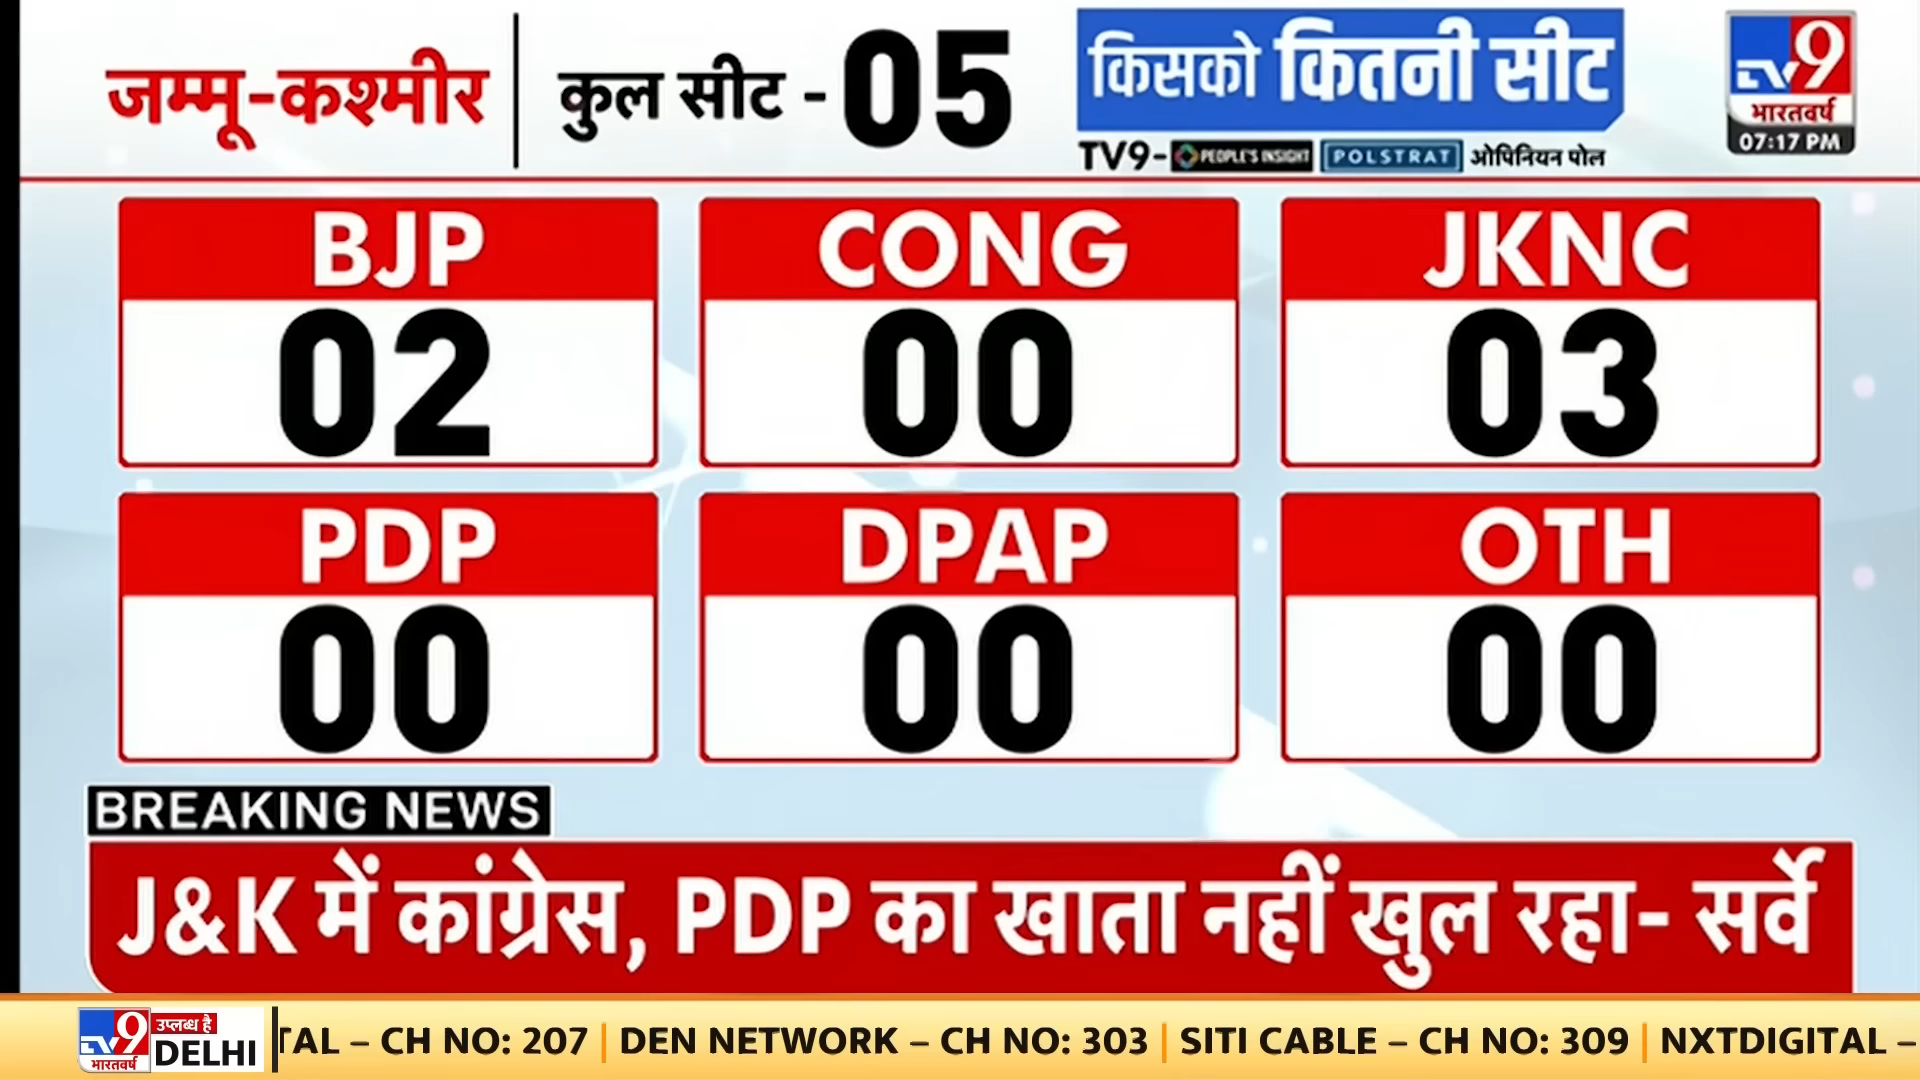 जम्मू-कश्मीर
कुल सीट - 05
किसको कितनी सीट
TV9- PEOPLE'S INSIGHT POLSTRAT ओपिनियन पोल
TV9
भारतवर्ष
07:17 PM
BJP
02
CONG
00
JKNC
03
PDP
00
DPAP
00
OTH
00
BREAKING NEWS
J&K में कांग्रेस, PDP का खाता नहीं खुल रहा- सर्वे
TV9
भारतवर्ष
उप्लब्ध है
DELHI
TAL – CH NO: 207 | DEN NETWORK – CH NO: 303 | SITI CABLE – CH NO: 309 | NXTDIGITAL –